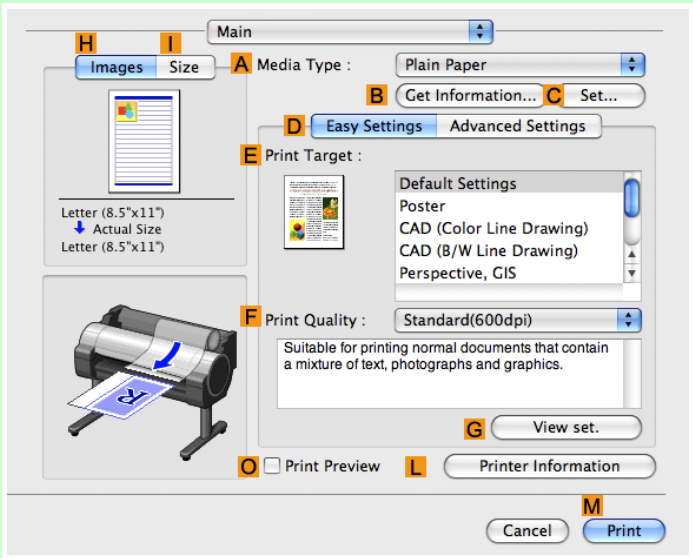 Main
H
I
Images
Size
A
Media Type :
Plain Paper
B
Get Information...
C
Set...
D
Easy Settings
Advanced Settings
E
Print Target :
Default Settings
Poster
CAD (Color Line Drawing)
CAD (B/W Line Drawing)
Perspective, GIS
Letter (8.5"x11")
Actual Size
Letter (8.5"x11")
F
Print Quality :
Standard(600dpi)
Suitable for printing normal documents that contain
a mixture of text, photographs and graphics.
R
G
View set.
O
Print Preview
L
Printer Information
M
Cancel
Print